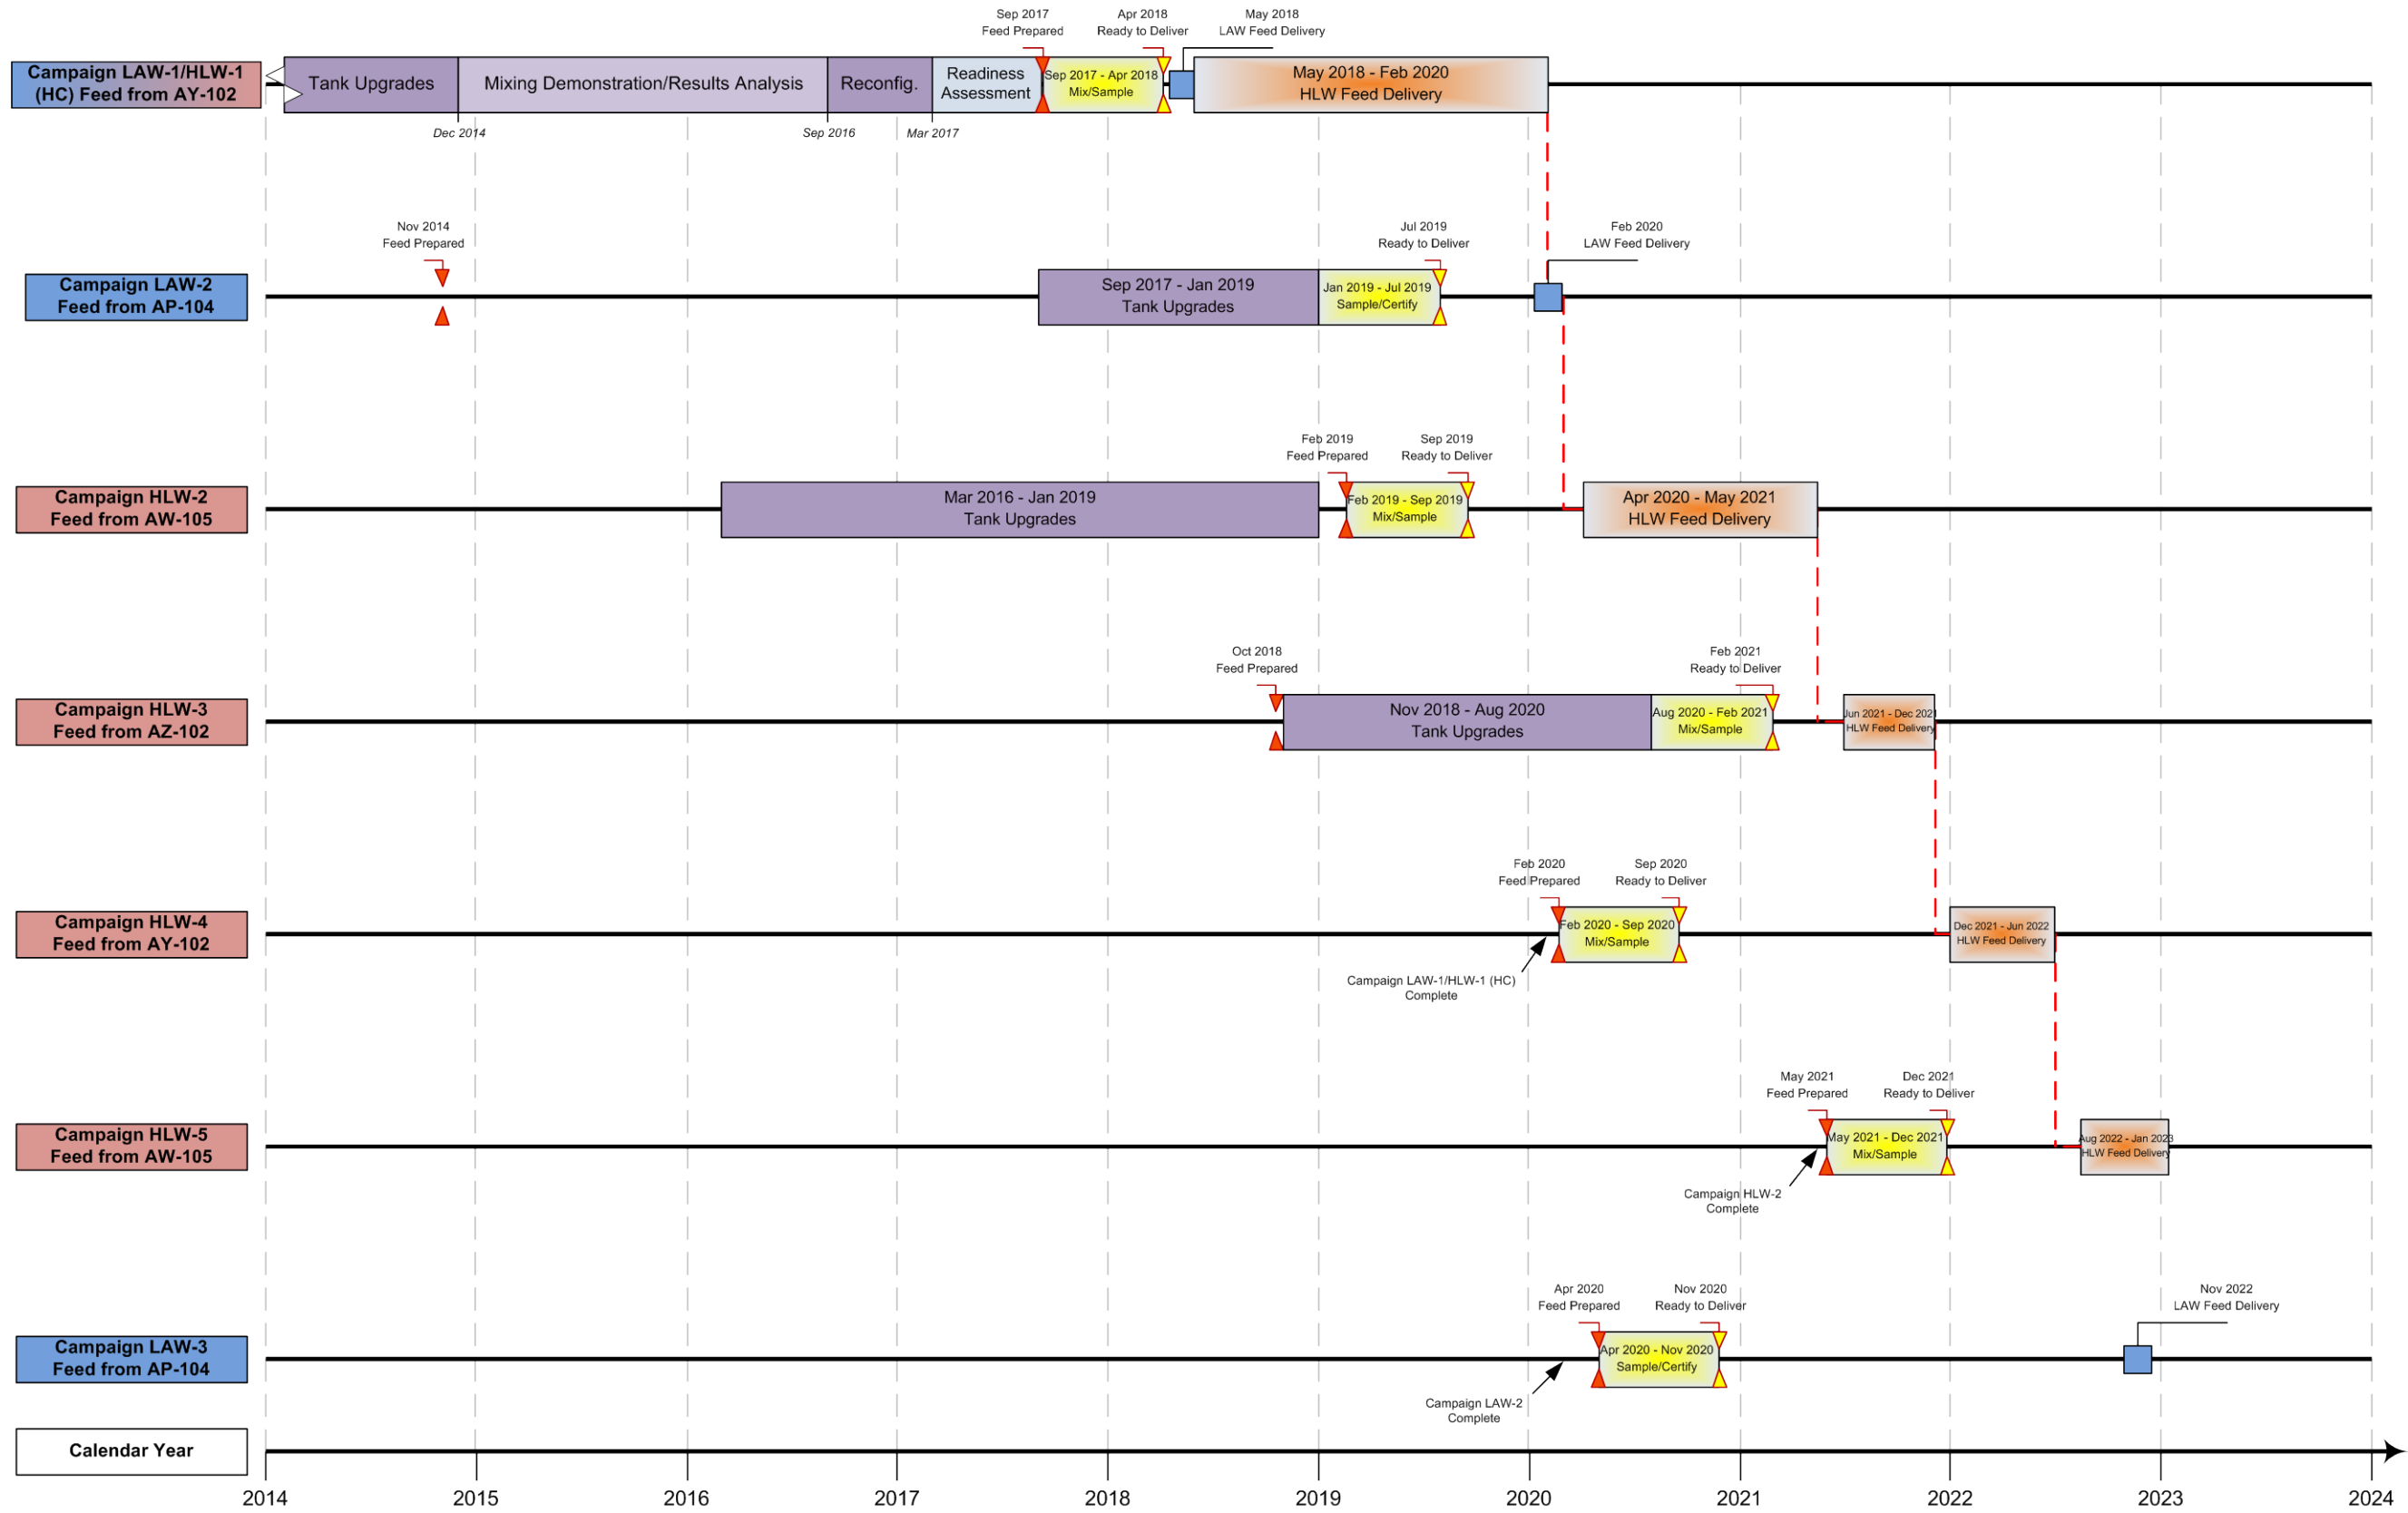 Sep 2017
Feed Prepared
Apr 2018
Ready to Deliver
May 2018
LAW Feed Delivery
Campaign LAW-1/HLW-1
(HC) Feed from AY-102
Tank Upgrades
Mixing Demonstration/Results Analysis
Reconfig.
Readiness
Assessment
Sep 2017 - Apr 2018
Mix/Sample
May 2018 - Feb 2020
HLW Feed Delivery
Dec 2014
Sep 2016
Mar 2017
Nov 2014
Feed Prepared
Jul 2019
Ready to Deliver
Feb 2020
LAW Feed Delivery
Campaign LAW-2
Feed from AP-104
Sep 2017 - Jan 2019
Tank Upgrades
Jan 2019 - Jul 2019
Sample/Certify
Feb 2019
Feed Prepared
Sep 2019
Ready to Deliver
Campaign HLW-2
Feed from AW-105
Mar 2016 - Jan 2019
Tank Upgrades
Feb 2019 - Sep 2019
Mix/Sample
Apr 2020 - May 2021
HLW Feed Delivery
Oct 2018
Feed Prepared
Feb 2021
Ready to Deliver
Campaign HLW-3
Feed from AZ-102
Nov 2018 - Aug 2020
Tank Upgrades
Aug 2020 - Feb 2021
Mix/Sample
Jun 2021 - Dec 2021
HLW Feed Delivery
Feb 2020
Feed Prepared
Sep 2020
Ready to Deliver
Campaign HLW-4
Feed from AY-102
Feb 2020 - Sep 2020
Mix/Sample
Dec 2021 - Jun 2022
HLW Feed Delivery
Campaign LAW-1/HLW-1 (HC)
Complete
May 2021
Feed Prepared
Dec 2021
Ready to Deliver
Campaign HLW-5
Feed from AW-105
May 2021 - Dec 2021
Mix/Sample
Aug 2022 - Jan 2023
HLW Feed Delivery
Campaign HLW-2
Complete
Apr 2020
Feed Prepared
Nov 2020
Ready to Deliver
Nov 2022
LAW Feed Delivery
Campaign LAW-3
Feed from AP-104
Apr 2020 - Nov 2020
Sample/Certify
Campaign LAW-2
Complete
Calendar Year
2014
2015
2016
2017
2018
2019
2020
2021
2022
2023
2024